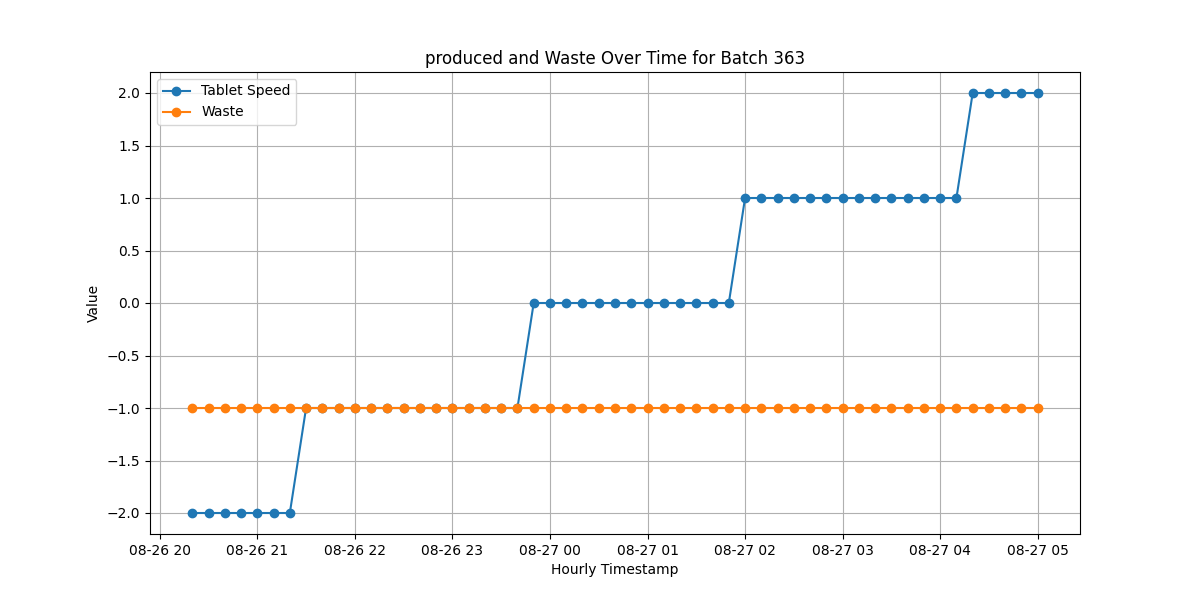 produced and Waste Over Time for Batch 363
Tablet Speed
Waste
2.0
1.5
1.0
0.5
0.0
−0.5
−1.0
−1.5
−2.0
Value
08-26 20 08-26 21 08-26 22 08-26 23 08-27 00 08-27 01 08-27 02 08-27 03 08-27 04 08-27 05
Hourly Timestamp